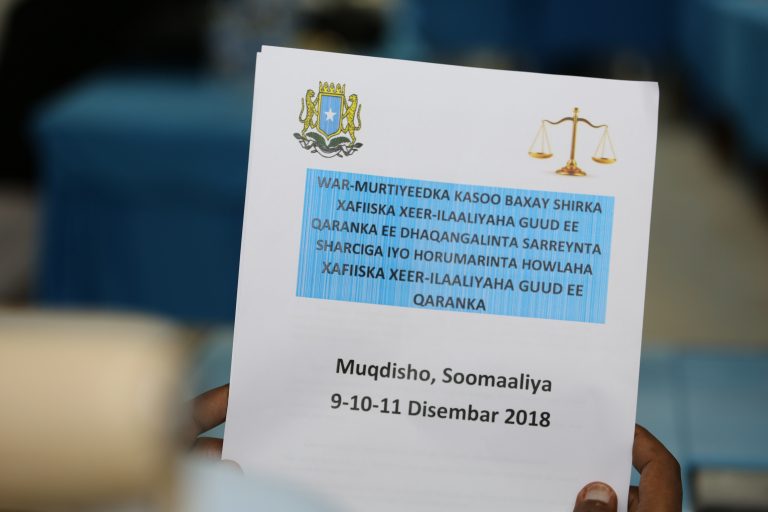 WAR-MURTIYEEDKA KASOO BAXAY SHIRKA
XAFIISKA XEER-ILAALIYAHA GUUD EE
QARANKA EE DHAQANGALINTA SARREYNTA
SHARCIGA IYO HORUMARINTA HOWLAHA
XAFIISKA XEER-ILAALIYAHA GUUD EE
QARANKA
Muqdisho, Soomaaliya
9-10-11 Disembar 2018